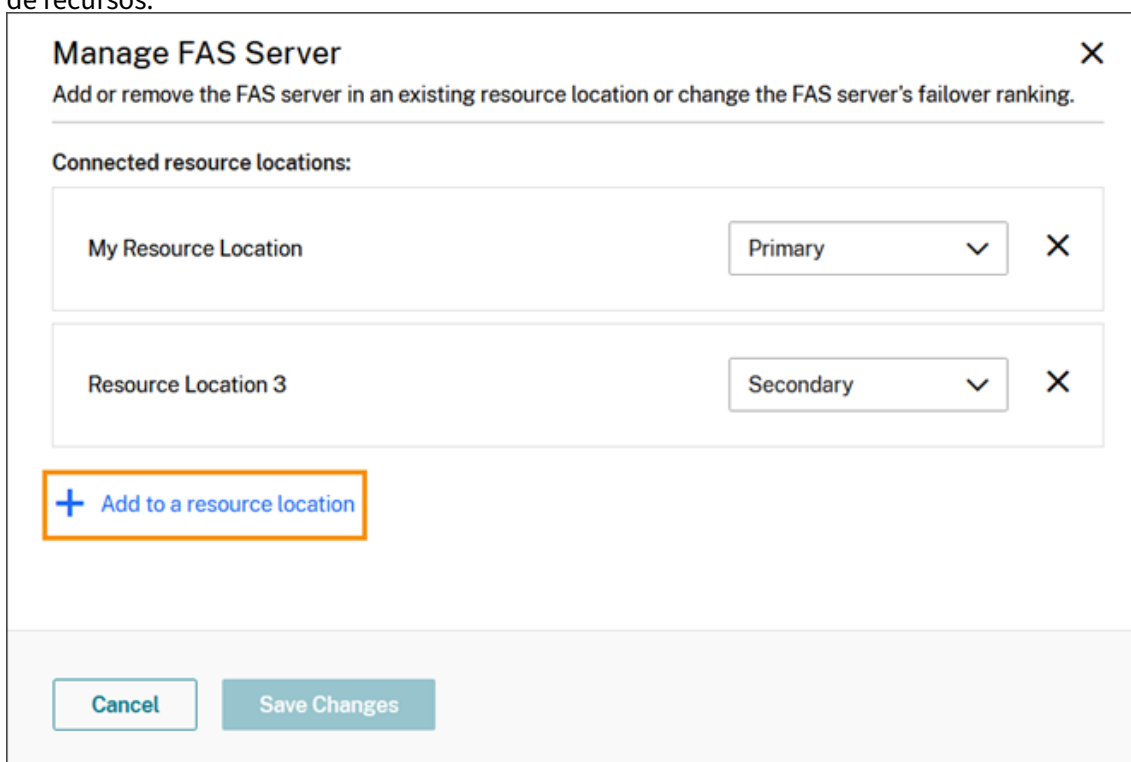 de recursos.
Manage FAS Server
Add or remove the FAS server in an existing resource location or change the FAS server's failover ranking.
Connected resource locations:
My Resource Location
Primary
Resource Location 3
Secondary
Add to a resource location
Cancel
Save Changes